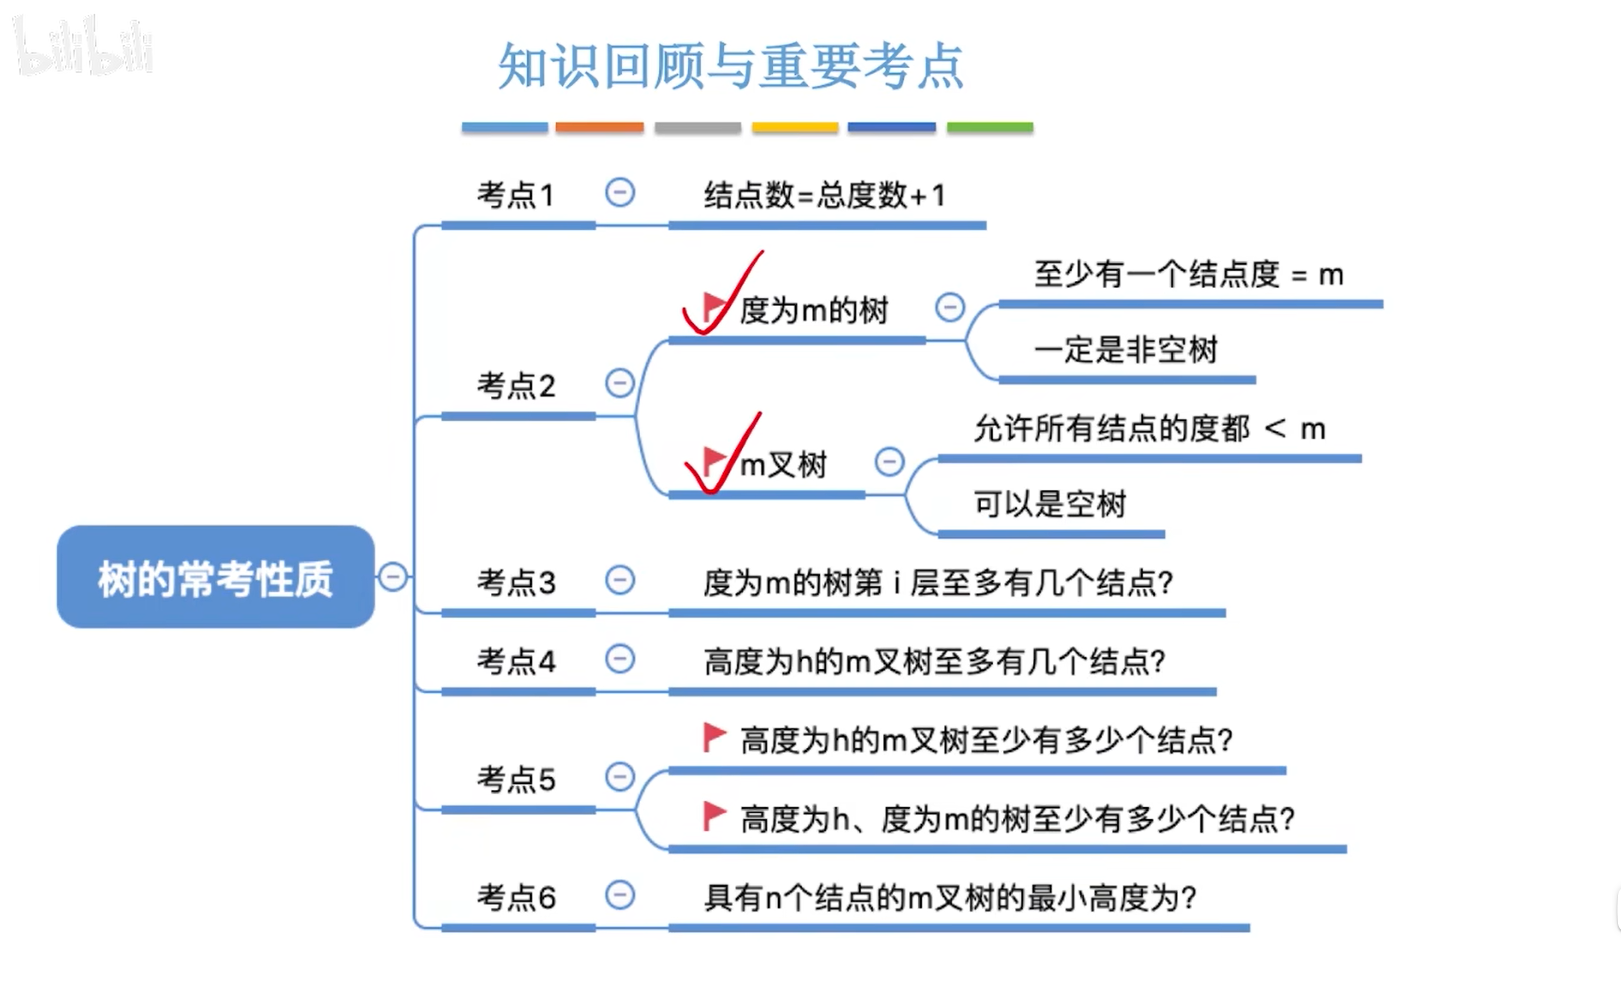 bilibili
知识回顾与重要考点
考点1
结点数=总度数+1
考点2
度为m的树
至少有一个结点度 = m
一定是非空树
m叉树
允许所有结点的度都 < m
可以是空树
树的常考性质
考点3
度为m的树第 i 层至多有几个结点?
考点4
高度为h的m叉树至多有几个结点?
考点5
高度为h的m叉树至少有多少个结点?
高度为h、度为m的树至少有多少个结点?
考点6
具有n个结点的m叉树的最小高度为?